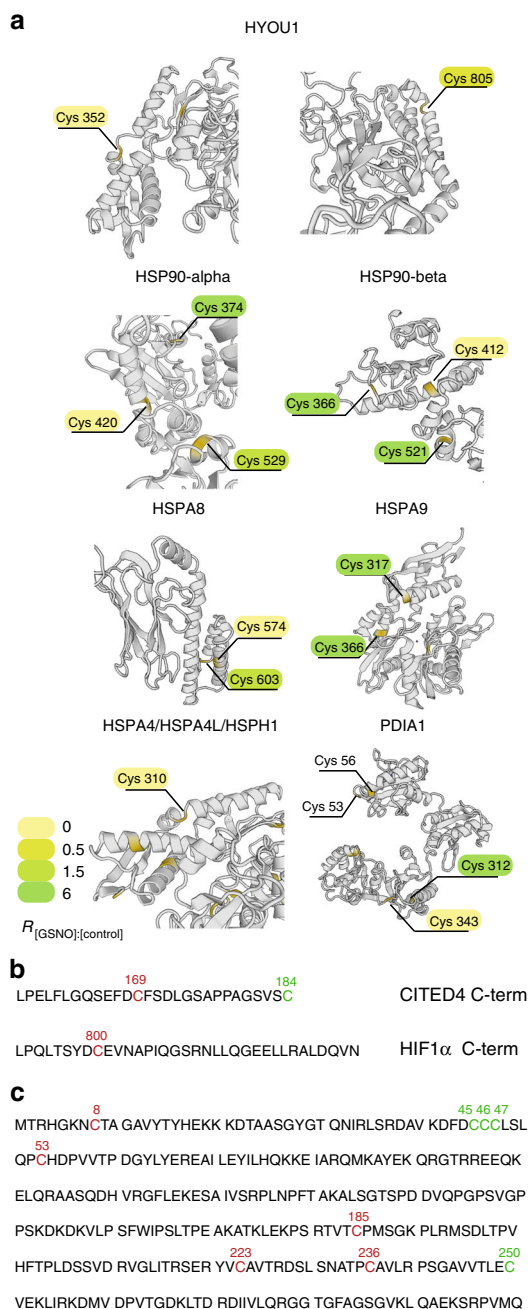 a
HYOU1
Cys 352
Cys 805
HSP90-alpha
HSP90-beta
Cys 374
Cys 420
Cys 529
Cys 412
Cys 366
Cys 521
HSPA8
HSPA9
Cys 574
Cys 603
Cys 317
Cys 366
HSPA4/HSPA4L/HSPH1
PDIA1
Cys 310
Cys 56
Cys 53
Cys 312
Cys 343
0
0.5
1.5
6
R[GSNO]:[control]
b
169 184
LPELFLGQSEFDCFSDLGSAPPAGSVSC CITED4 C-term
800
LPQLTSYDCEVNAPIQGSRNLLQGEELLRALDQVN HIF1α C-term
c
8 45 46 47
MTRHGKNCTA GAVYTYHEKK KDTAASGYGT QNIRLSRDAV KDFDCCCLSL
53
QPCHDPVVTP DGYLYEREAI LEYILHQKKE IARQMKAYEK QRGTRREEQK
ELQRAASQDH VRGFLEKESA IVSRPLNPFT AKALSGTSPD DVQPGPSVGP
185
PSKDKDKVLP SFWIPSLTPE AKATKLEKPS RTVTCPMSGK PLRMSDLTPV
223 236 250
HFTPLDSSVD RVGLITRSER YVCAVTRDSL SNATPCAVLR PSGAVVTLEC
VEKLIRKDMV DPVTGDKLTD RDIIVLQRGG TGFAGSGVKL QAEKSRPVMQ